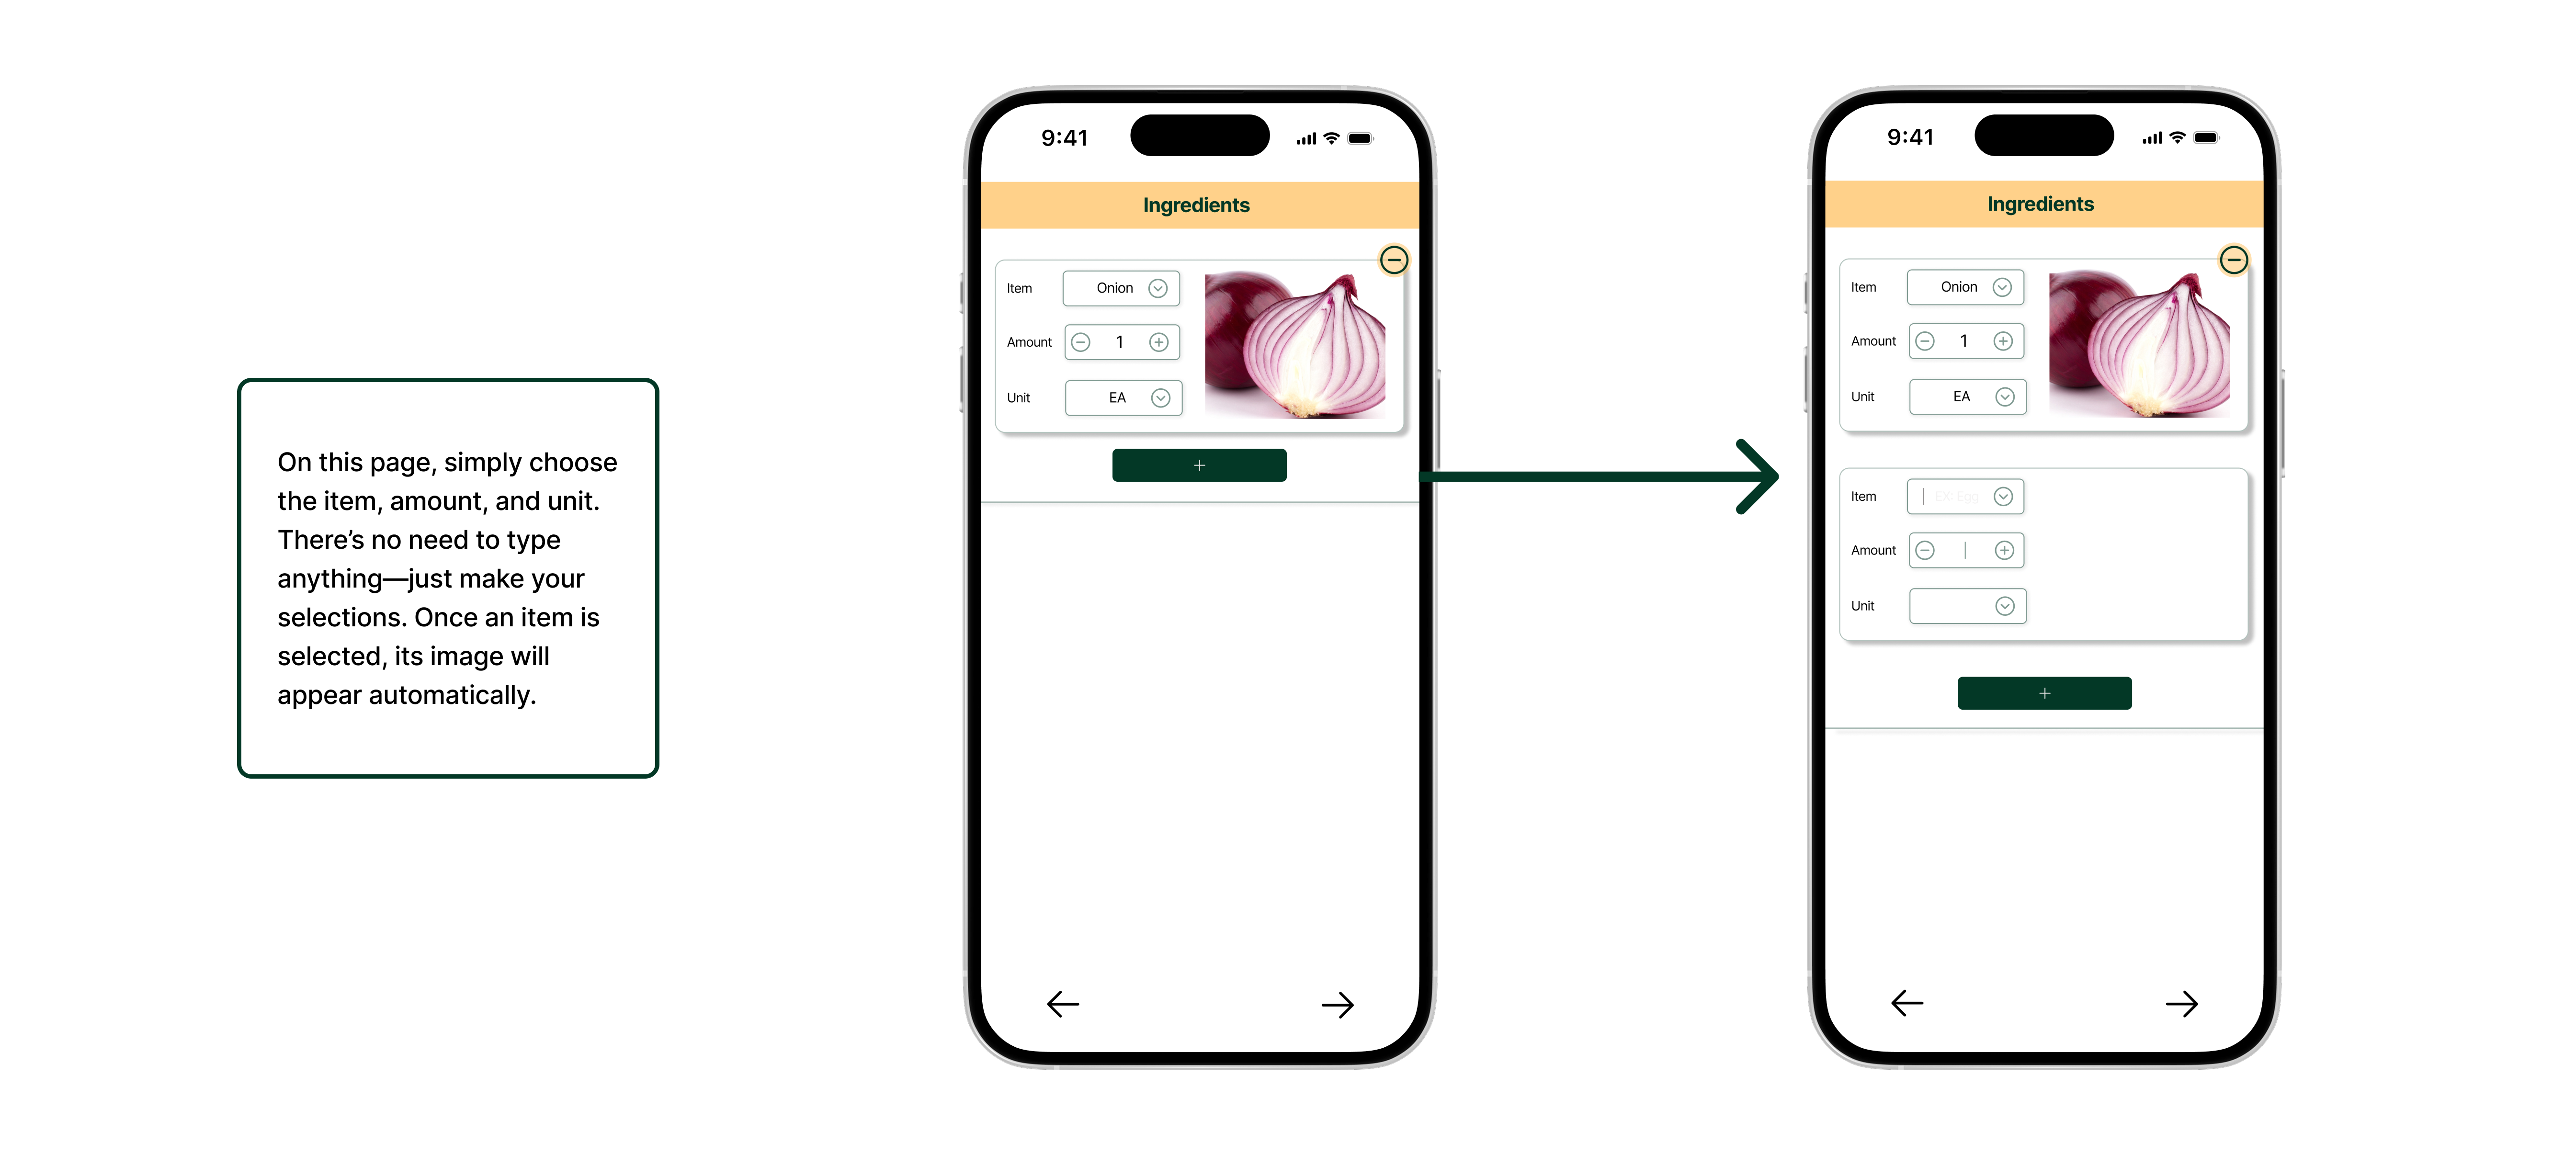 On this page, simply choose
the item, amount, and unit.
There's no need to type
anything—just make your
selections. Once an item is
selected, its image will
appear automatically.
9:41
Ingredients
Item Onion
Amount 1
Unit EA
9:41
Ingredients
Item Onion
Amount 1
Unit EA
Item EX: Egg
Amount
Unit